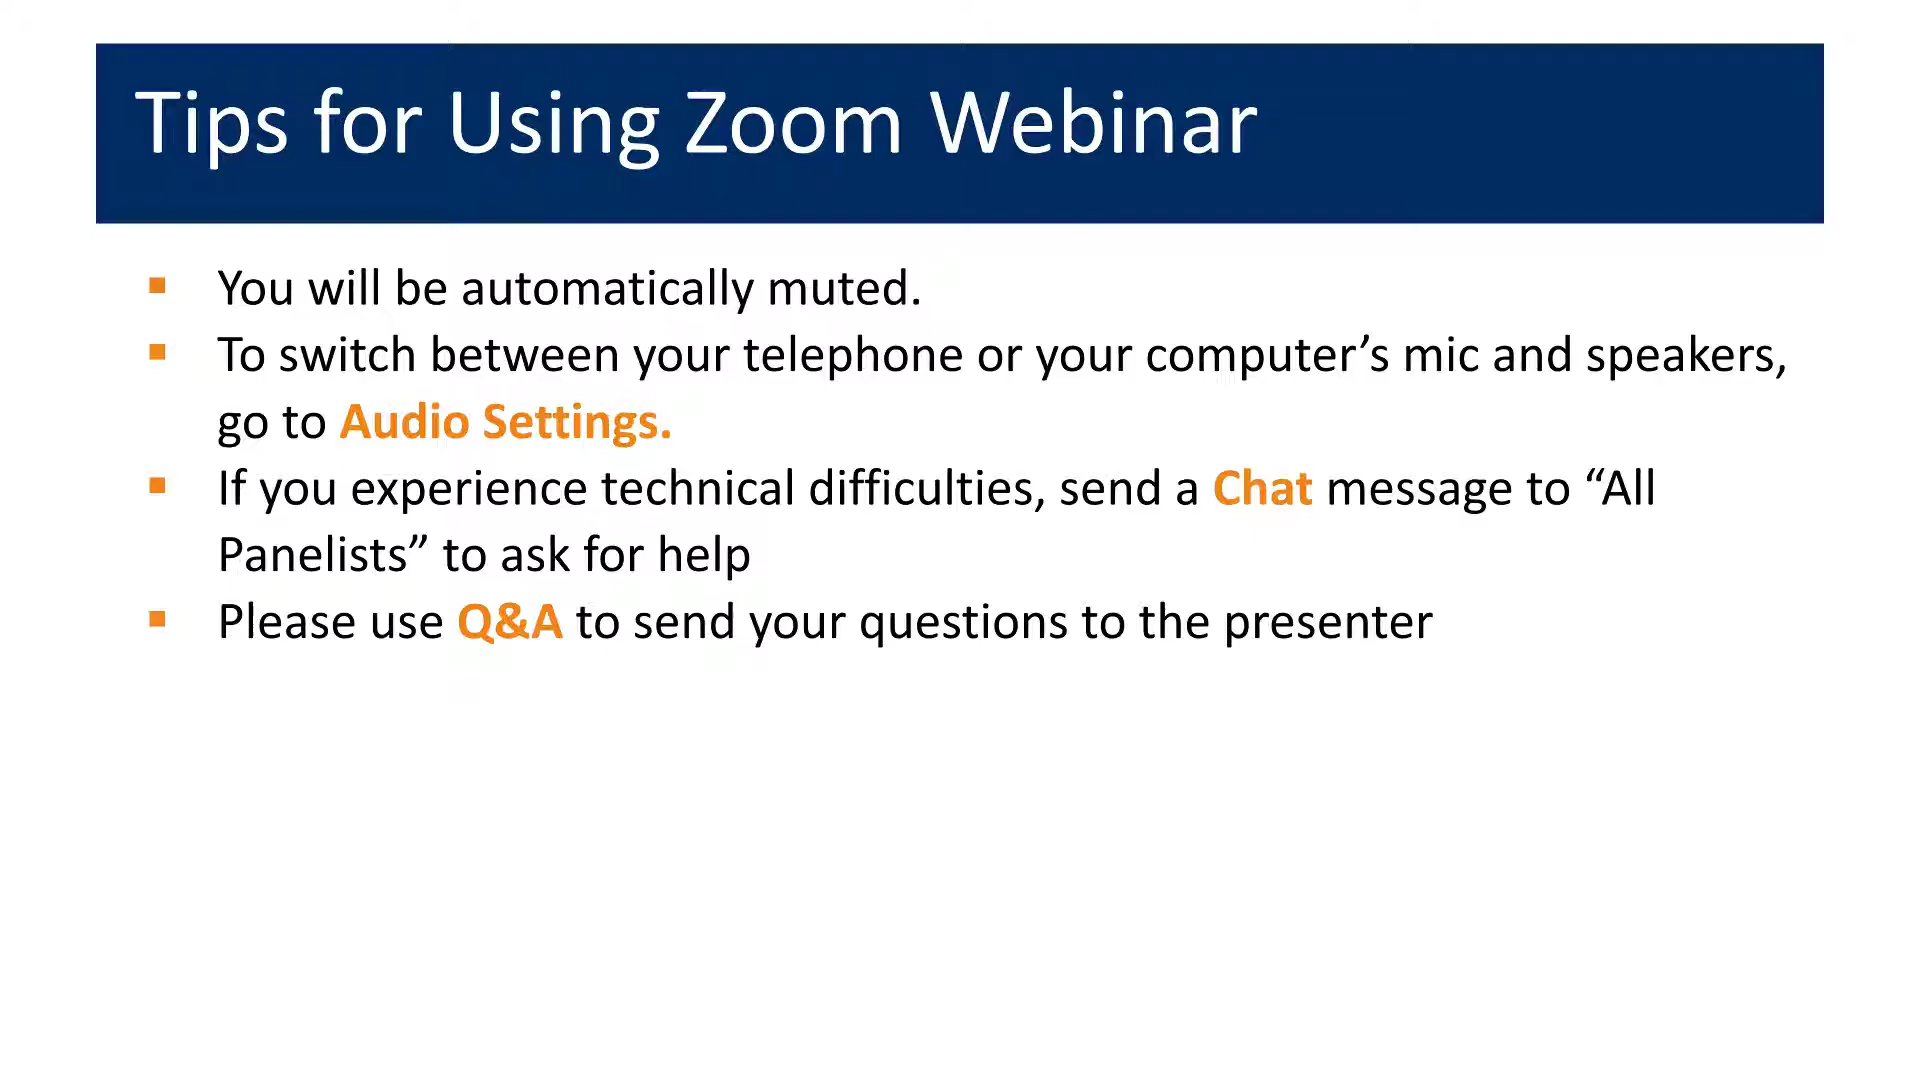 Tips for Using Zoom Webinar
You will be automatically muted.
To switch between your telephone or your computer’s mic and speakers,
go to Audio Settings.
If you experience technical difficulties, send a Chat message to “All
Panelists” to ask for help
Please use Q&A to send your questions to the presenter